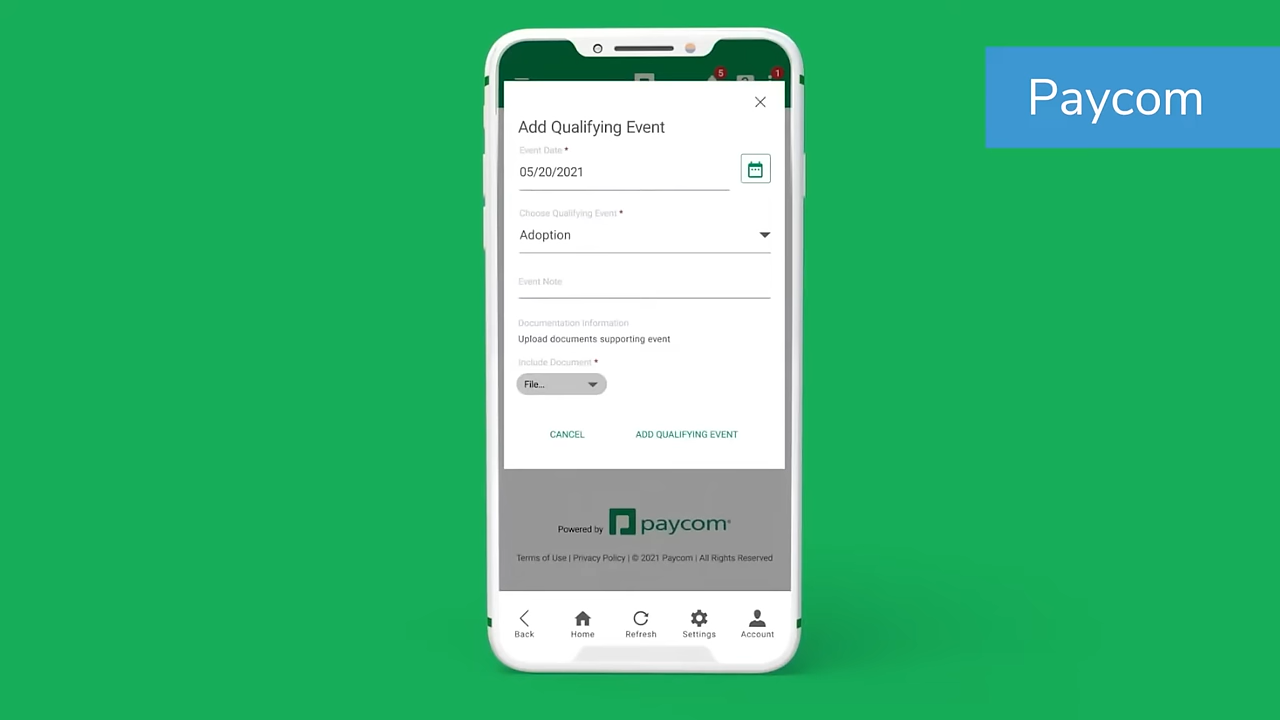 Paycom
5
1
Add Qualifying Event
Event Date *
05/20/2021
Choose Qualifying Event *
Adoption
Event Note
Documentation Information
Upload documents supporting event
Include Document *
File...
CANCEL ADD QUALIFYING EVENT
Powered by paycom®
Terms of Use | Privacy Policy | © 2021 Paycom | All Rights Reserved
Back Home Refresh Settings Account